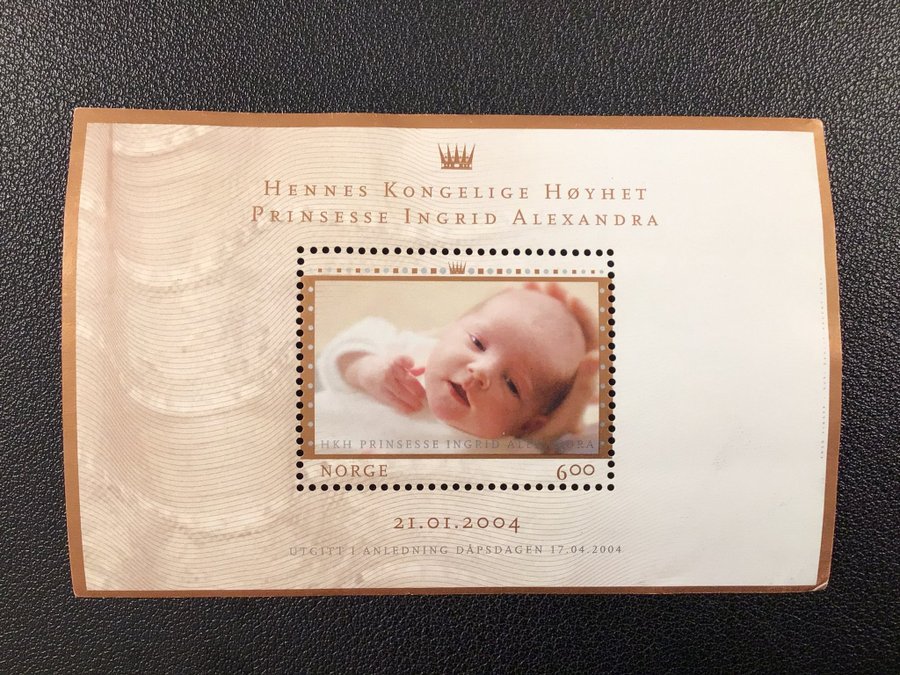 HENNES KONGELIGE HØYHET
PRINSESSE INGRID ALEXANDRA
HKH PRINSESSE INGRID ALEXANDRA
NORGE 6.00
21.01.2004
UTGITT I ANLEDNING DÅPSDAGEN 17.04.2004